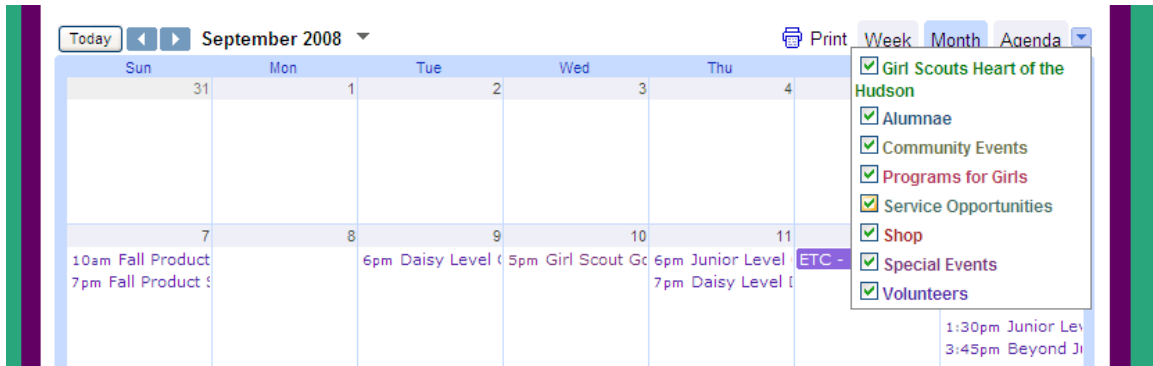 Today September 2008 Print Week Month Agenda
Sun Mon Tue Wed Thu
31 1 2 3 4
Girl Scouts Heart of the
Hudson
Alumnae
Community Events
Programs for Girls
Service Opportunities
Shop
Special Events
Volunteers
7 8 9 10 11
10am Fall Product 6pm Daisy Level 5pm Girl Scout 6pm Junior Level ETC -
7pm Fall Product 7pm Daisy Level
1:30pm Junior
3:45pm Beyond